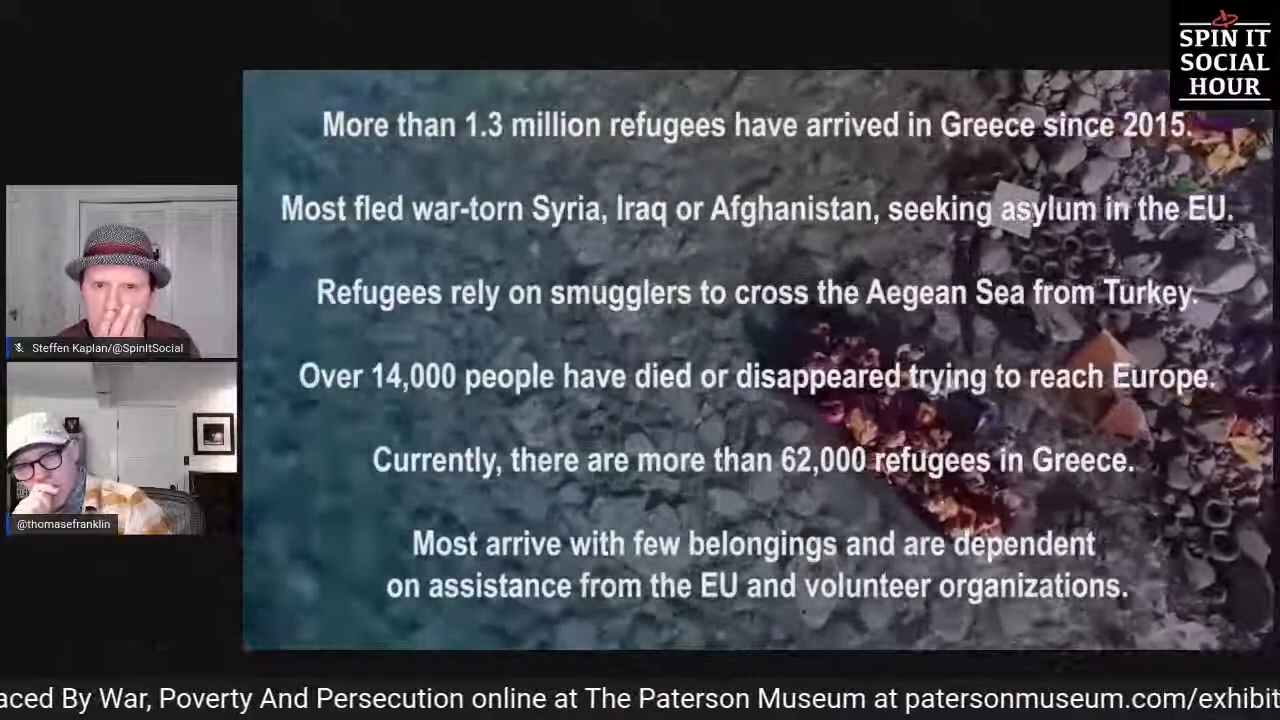 SPIN IT
SOCIAL
HOUR
More than 1.3 million refugees have arrived in Greece since 2015.
Most fled war-torn Syria, Iraq or Afghanistan, seeking asylum in the EU.
Refugees rely on smugglers to cross the Aegean Sea from Turkey.
Over 14,000 people have died or disappeared trying to reach Europe.
Currently, there are more than 62,000 refugees in Greece.
Most arrive with few belongings and are dependent
on assistance from the EU and volunteer organizations.
Steffen Kaplan/@SpinItSocial
@thomasefranklin
aced By War, Poverty And Persecution online at The Paterson Museum at patersonmuseum.com/exhibit